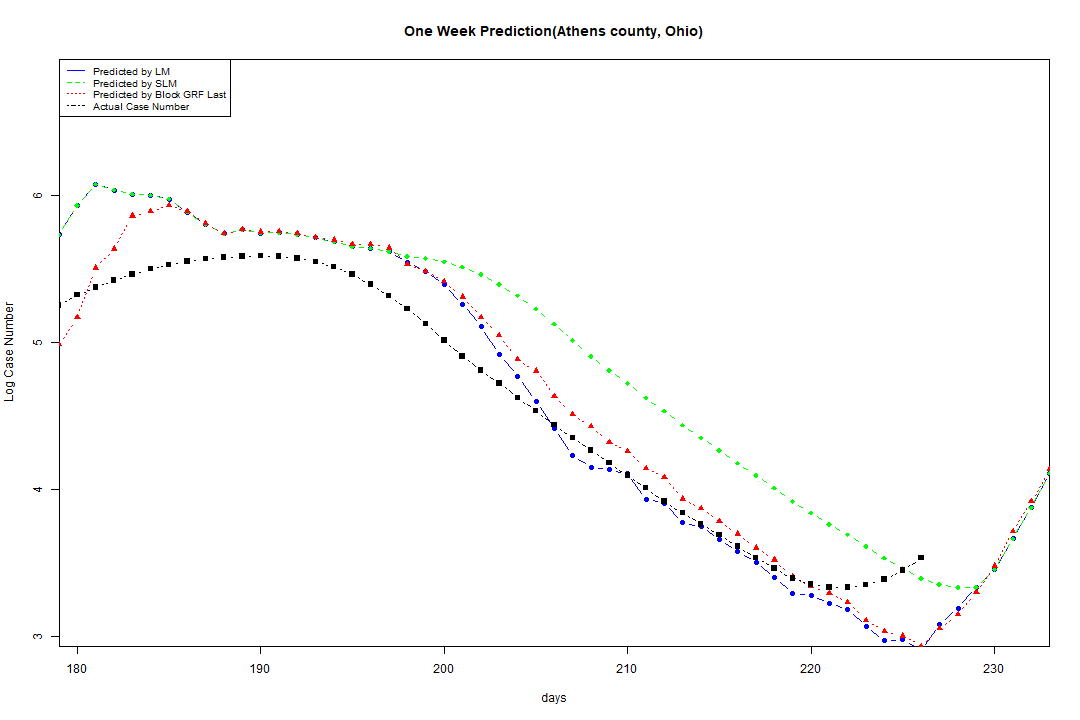 One Week Prediction(Athens county, Ohio)
Predicted by LM
Predicted by SLM
Predicted by Block GRF Last
Actual Case Number
6
5
4
3
Log Case Number
180 190 200 210 220 230
days